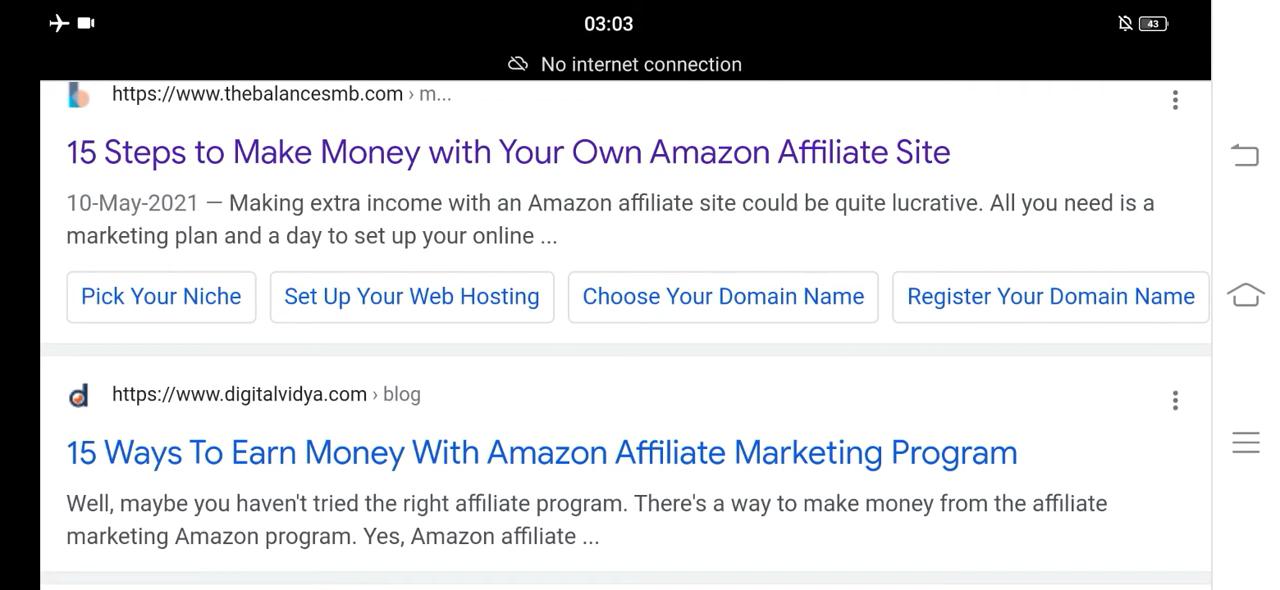 03:03
43
No internet connection
https://www.thebalancesmb.com › m...
15 Steps to Make Money with Your Own Amazon Affiliate Site
10-May-2021 — Making extra income with an Amazon affiliate site could be quite lucrative. All you need is a
marketing plan and a day to set up your online ...
Pick Your Niche
Set Up Your Web Hosting
Choose Your Domain Name
Register Your Domain Name
https://www.digitalvidya.com › blog
15 Ways To Earn Money With Amazon Affiliate Marketing Program
Well, maybe you haven't tried the right affiliate program. There's a way to make money from the affiliate
marketing Amazon program. Yes, Amazon affiliate ...